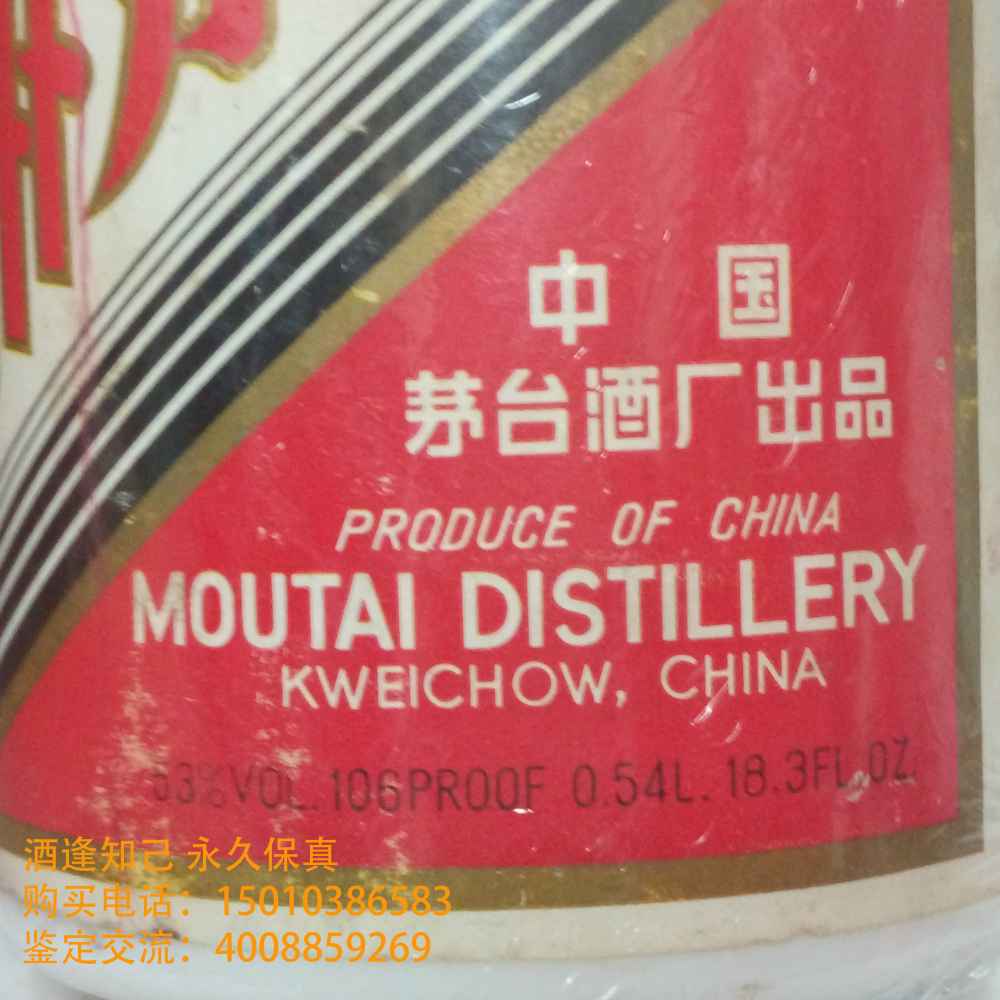 中国
茅台酒厂出品
PRODUCE OF CHINA
MOUTAI DISTILLERY
KWEICHOW, CHINA
53%VOL. 106PROOF 0.54L. 18.3FL.OZ.
酒逢知己 永久保真
购买电话：15010386583
鉴定交流：4008859269